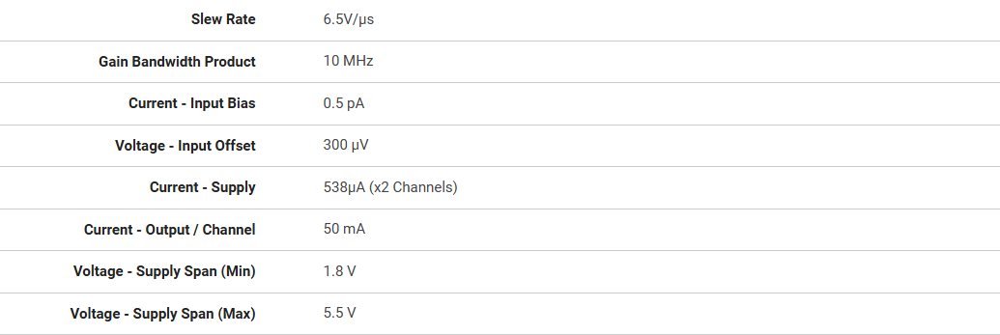 Slew Rate 6.5V/µs
Gain Bandwidth Product 10 MHz
Current - Input Bias 0.5 pA
Voltage - Input Offset 300 µV
Current - Supply 538µA (x2 Channels)
Current - Output / Channel 50 mA
Voltage - Supply Span (Min) 1.8 V
Voltage - Supply Span (Max) 5.5 V